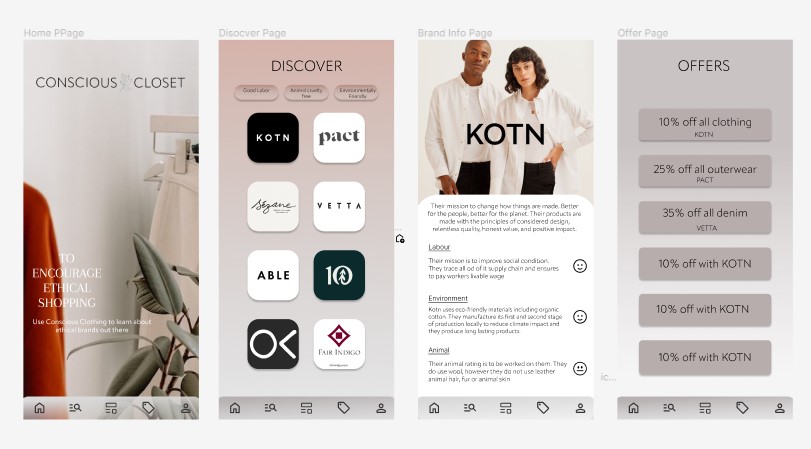 Home PPage
CONSCIOUS CLOSET
TO
ENCOURAGE
ETHICAL
SHOPPING
Use Conscious Clothing to learn about
ethical brands out there
Disocver Page
DISCOVER
Good Labor
Animal cruelty
free
Environmentally
Friendly
KOTN
pact
Sézane
VETTA
ABLE
10
OK
FAIR INDIGO
Brand Info Page
KOTN
Their mission to change how things are made. Better
for the people, better for the planet. Their products are
made with the principles of considered design,
relentless quality, honest value, and positive impact.
Labour
Their misson is to improve social condition.
They trace all od of it supply chain and ensures
to pay workers livable wage
Environment
Kotn uses eco-friendly materials including organic
cotton. They manufacture its first and second stage
of production locally to reduce climate impact and
they produce long lasting products
Animal
Their animal rating is to be worked on them. They
do use wool, however they do not use leather
animal hair, fur or animal skin
ic...
Offer Page
OFFERS
10% off all clothing
KOTN
25% off all outerwear
PACT
35% off all denim
VETTA
10% off with KOTN
10% off with KOTN
10% off with KOTN